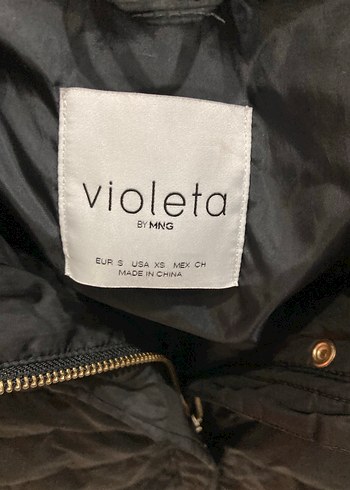 violeta
BY MNG
EUR S USA XS MEX CH
MADE IN CHINA